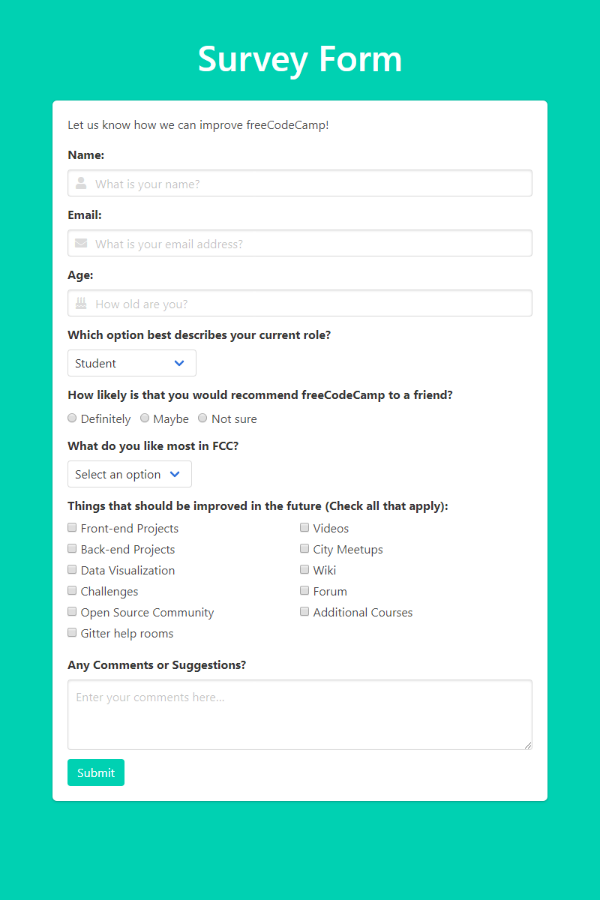 Survey Form
Let us know how we can improve freeCodeCamp!
Name:
What is your name?
Email:
What is your email address?
Age:
How old are you?
Which option best describes your current role?
Student
How likely is that you would recommend freeCodeCamp to a friend?
Definitely Maybe Not sure
What do you like most in FCC?
Select an option
Things that should be improved in the future (Check all that apply):
Front-end Projects Videos
Back-end Projects City Meetups
Data Visualization Wiki
Challenges Forum
Open Source Community Additional Courses
Gitter help rooms
Any Comments or Suggestions?
Enter your comments here...
Submit